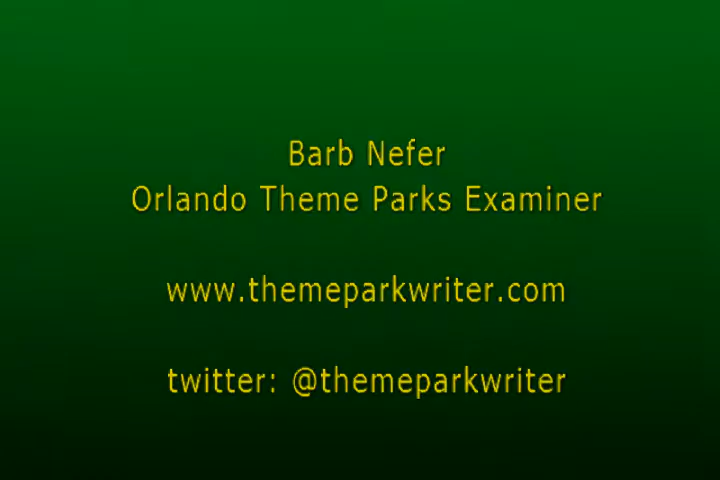 Barb Nefer
Orlando Theme Parks Examiner
www.themeparkwriter.com
twitter: @themeparkwriter